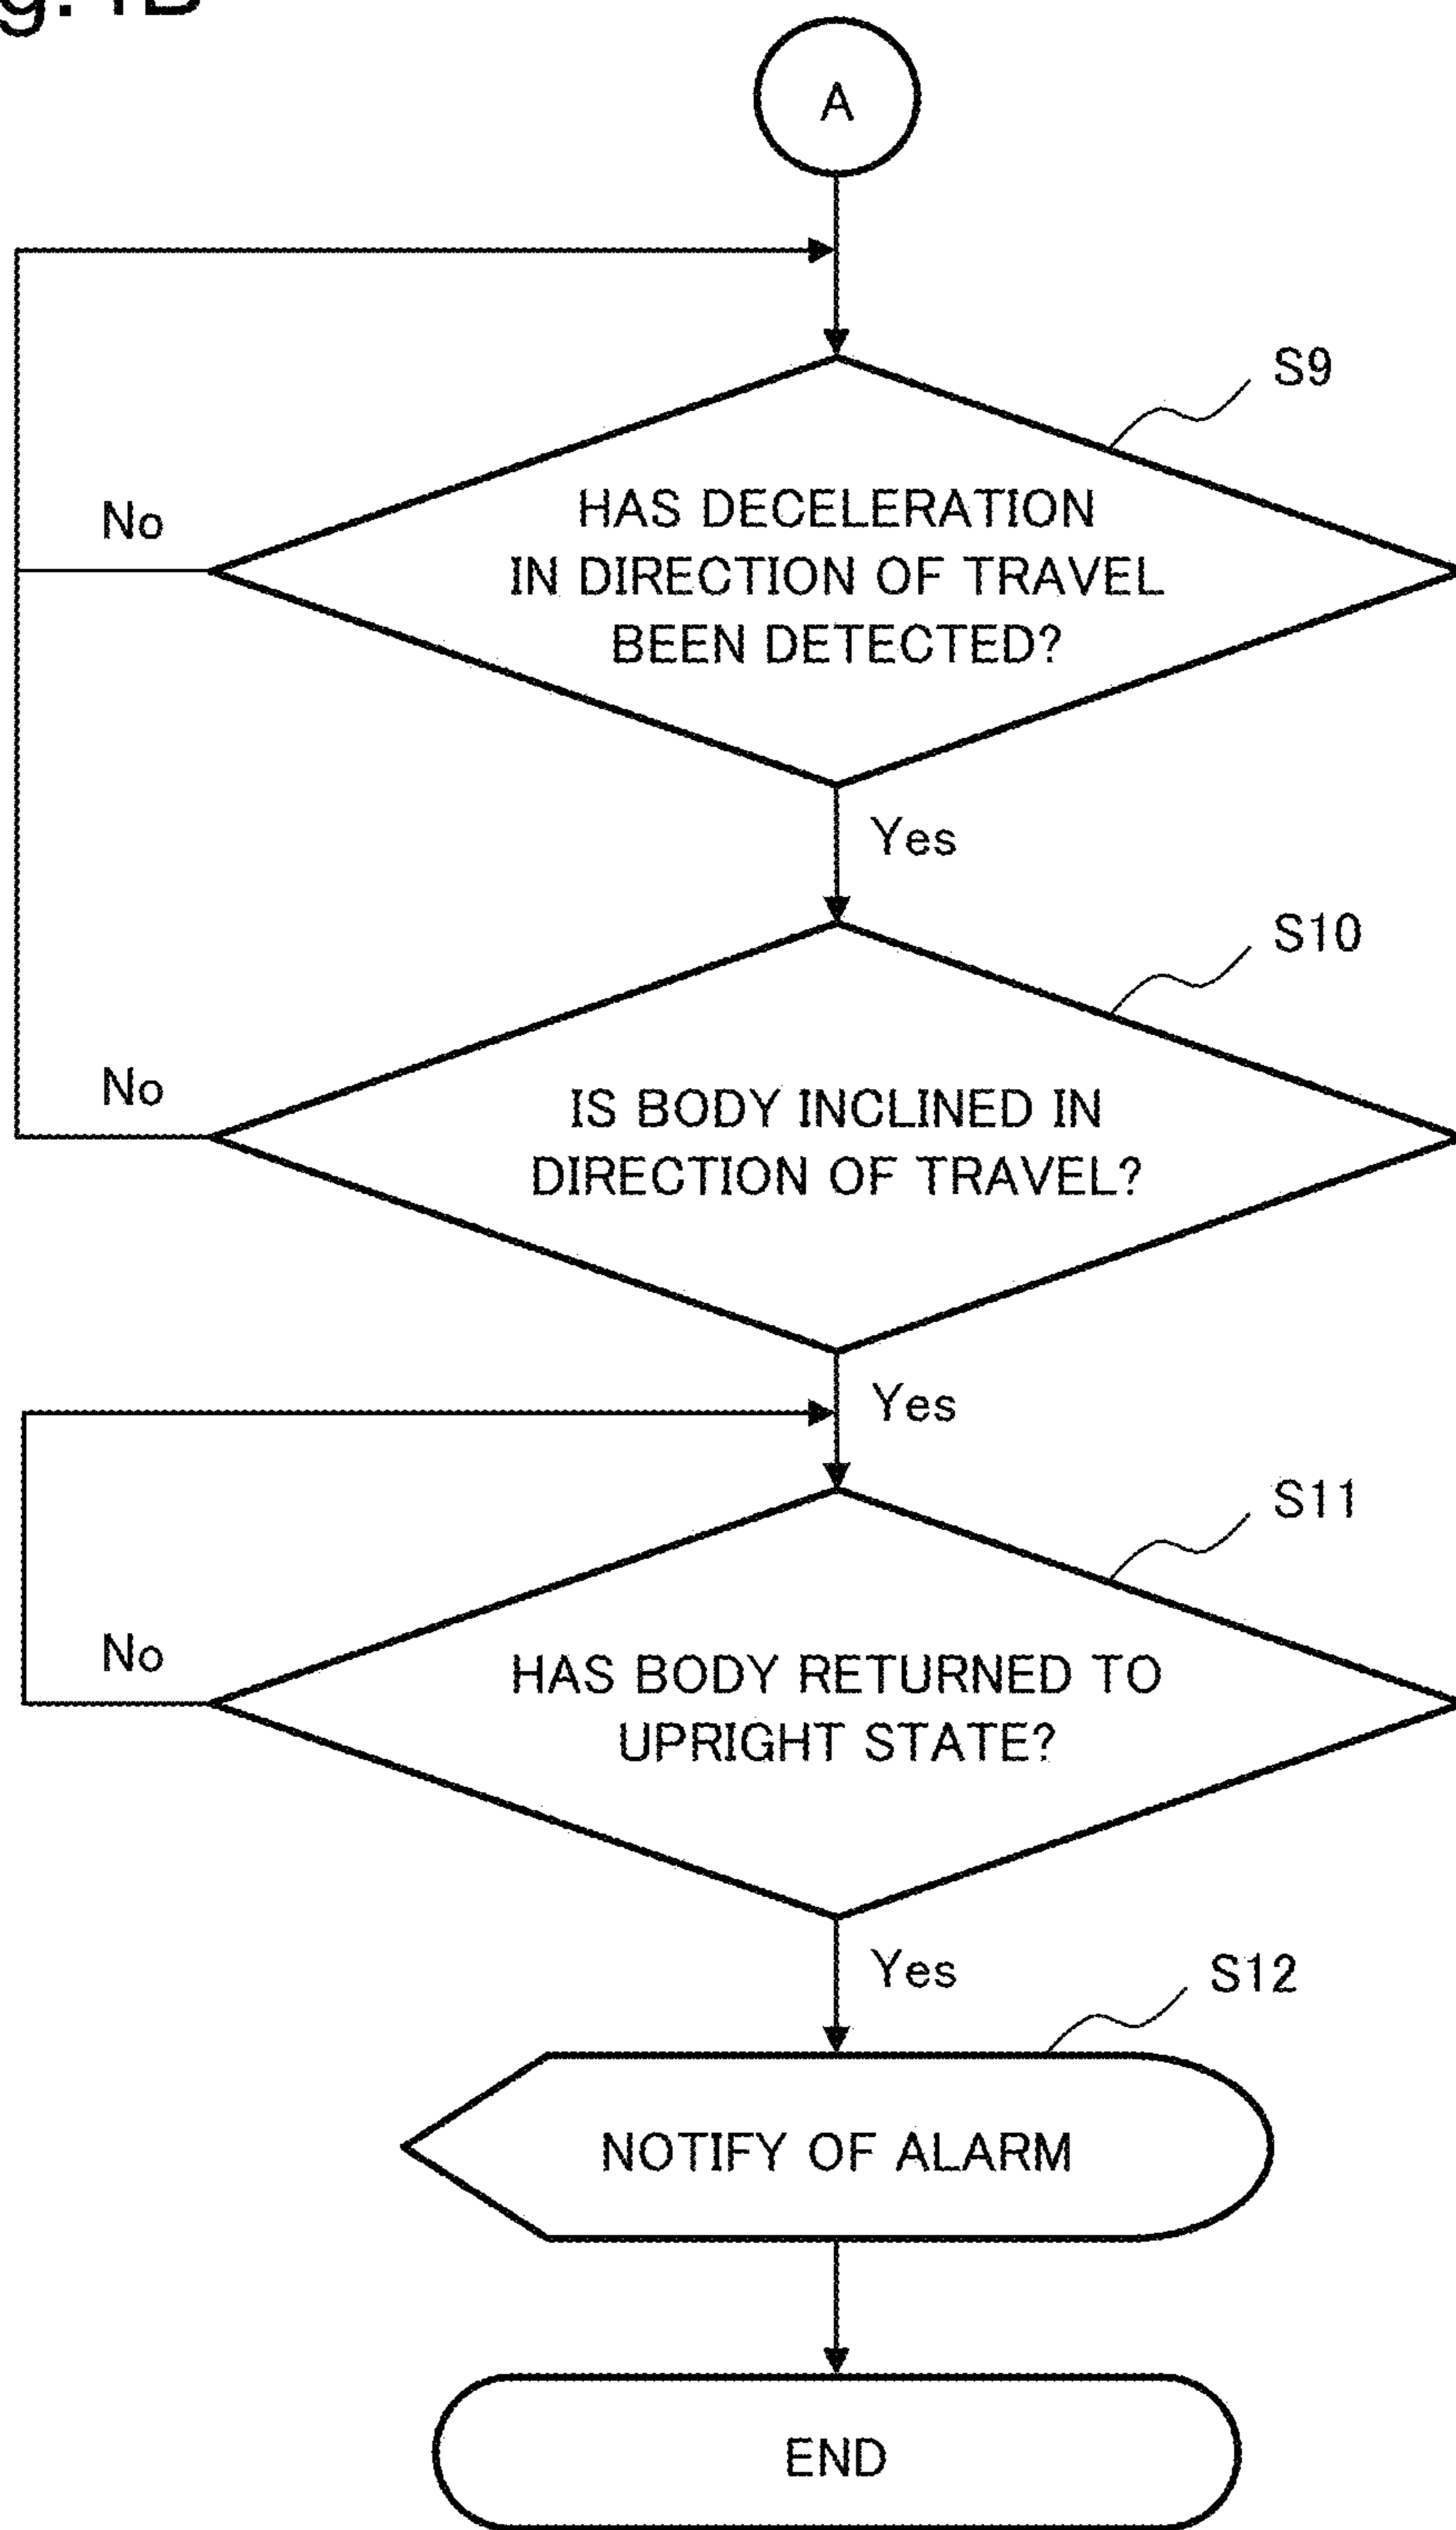 A
S9
No
HAS DECELERATION
IN DIRECTION OF TRAVEL
BEEN DETECTED?
Yes
S10
No
IS BODY INCLINED IN
DIRECTION OF TRAVEL?
Yes
S11
No
HAS BODY RETURNED TO
UPRIGHT STATE?
Yes
S12
NOTIFY OF ALARM
END